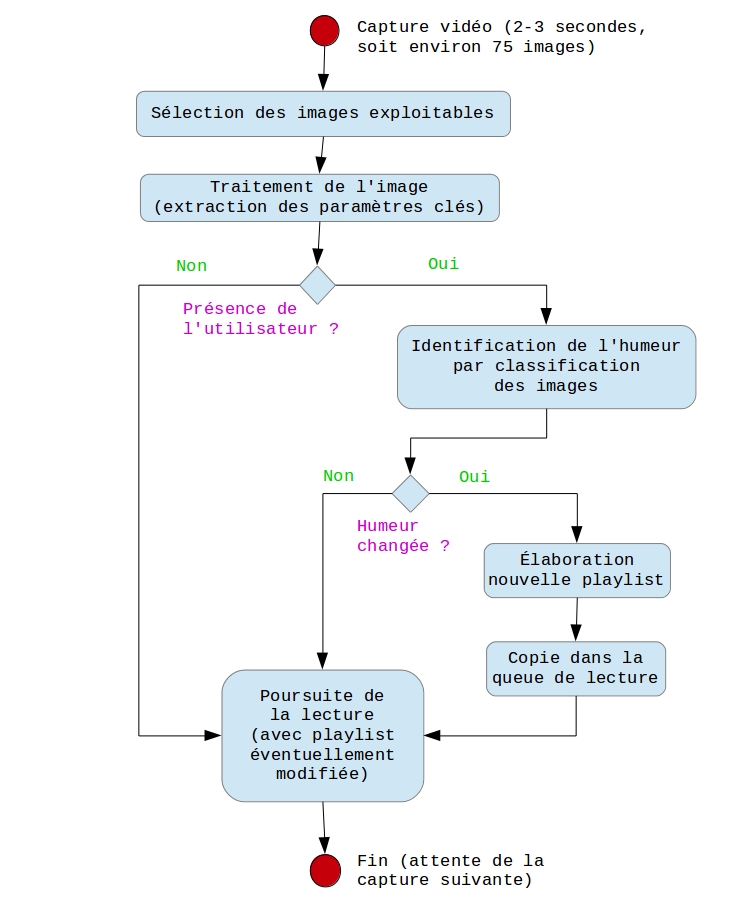 Capture vidéo (2-3 secondes,
soit environ 75 images)
Sélection des images exploitables
Traitement de l'image
(extraction des paramètres clés)
Non
Oui
Présence de
l'utilisateur ?
Identification de l'humeur
par classification
des images
Non
Oui
Humeur
changée ?
Élaboration
nouvelle playlist
Copie dans la
queue de lecture
Poursuite de
la lecture
(avec playlist
éventuellement
modifiée)
Fin (attente de la
capture suivante)